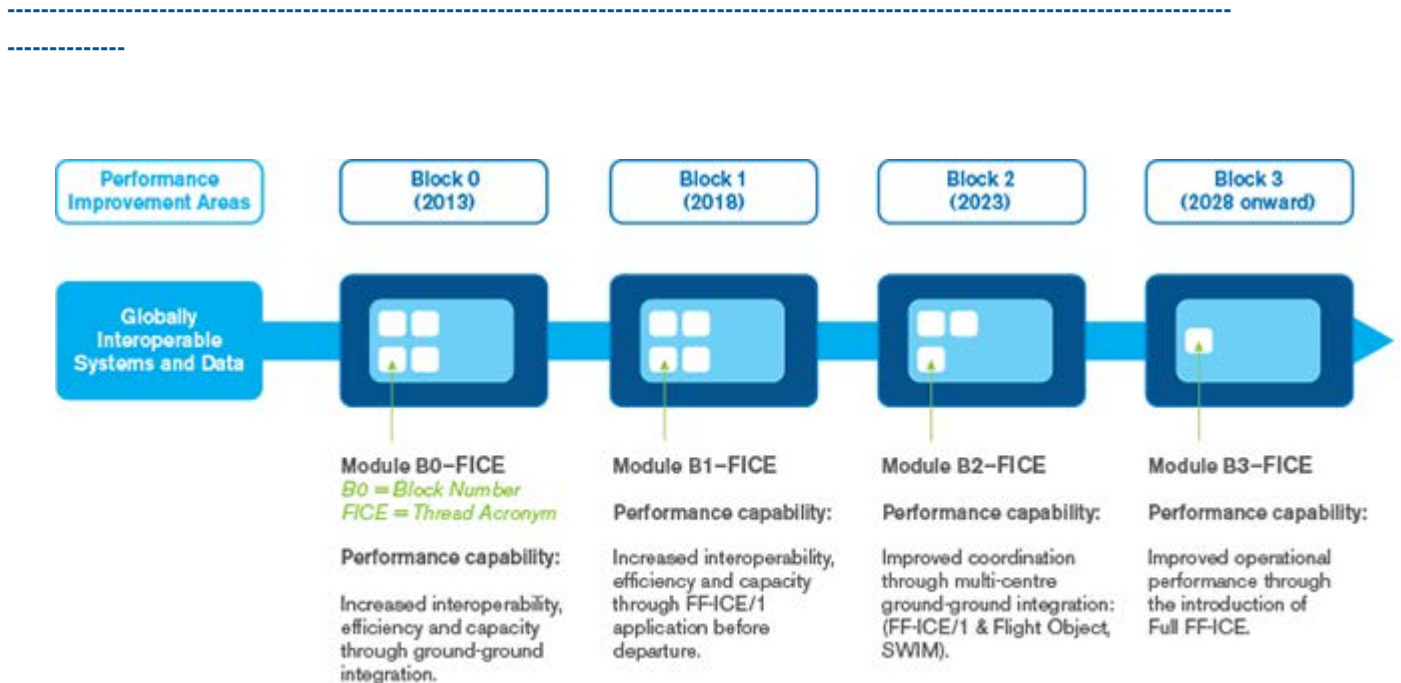 Performance
Improvement Areas
Block 0
(2013)
Block 1
(2018)
Block 2
(2023)
Block 3
(2028 onward)
Globally
Interoperable
Systems and Data
Module B0–FICE
B0 = Block Number
FICE = Thread Acronym
Performance capability:
Increased interoperability,
efficiency and capacity
through ground-ground
integration.
Module B1–FICE
Performance capability:
Increased interoperability,
efficiency and capacity
through FF-ICE/1
application before
departure.
Module B2–FICE
Performance capability:
Improved coordination
through multi-centre
ground-ground integration:
(FF-ICE/1 & Flight Object,
SWIM).
Module B3–FICE
Performance capability:
Improved operational
performance through
the introduction of
Full FF-ICE.